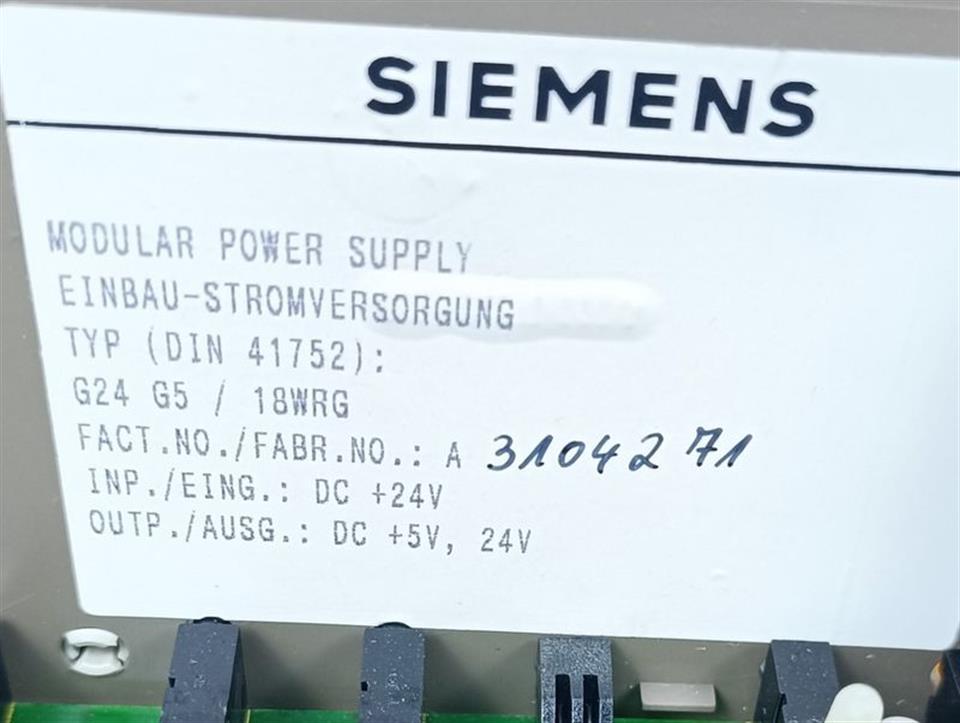 SIEMENS
MODULAR POWER SUPPLY
EINBAU-STROMVERSORGUNG
TYP (DIN 41752):
G24 G5 / 18WRG
FACT.NO./FABR.NO.: A 3104271
INP./EING.: DC +24V
OUTP./AUSG.: DC +5V, 24V